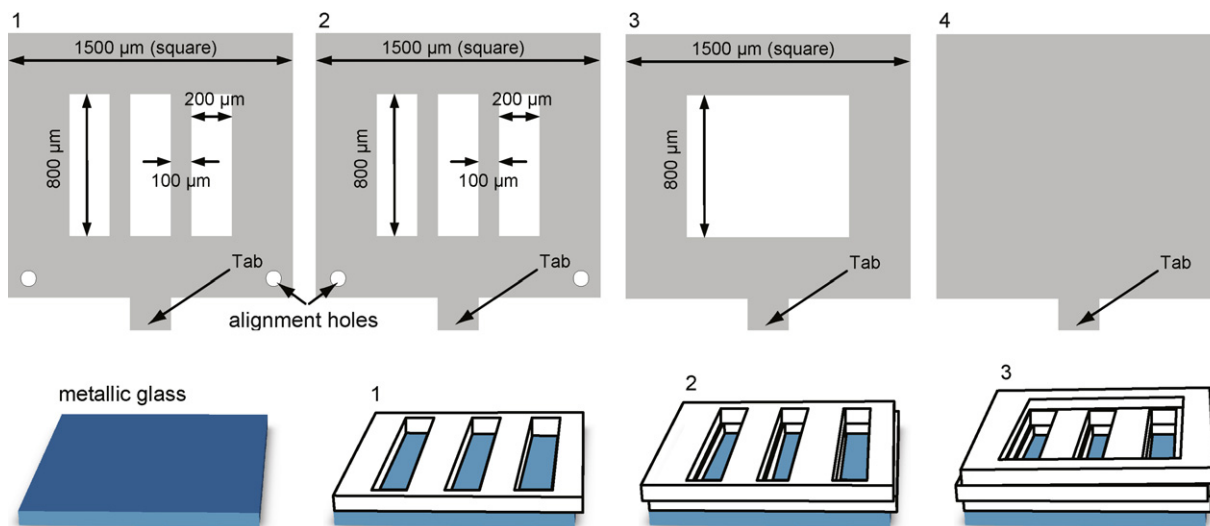 1
1500 µm (square)
200 µm
800 µm
100 µm
Tab
2
1500 µm (square)
200 µm
800 µm
100 µm
Tab
alignment holes
3
1500 µm (square)
800 µm
Tab
4
Tab
metallic glass
1
2
3